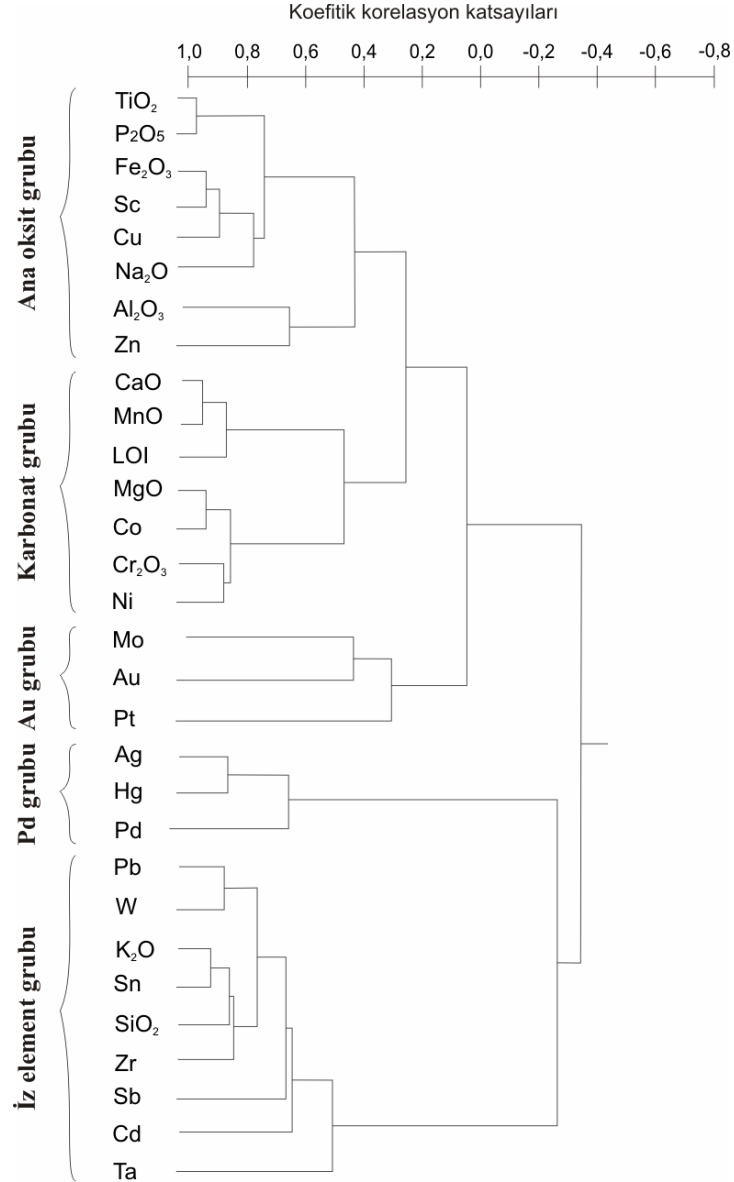 Koefitik korelasyon katsayıları
1,0 0,8 0,6 0,4 0,2 0,0 -0,2 -0,4 -0,6 -0,8
Ana oksit grubu
TiO₂
P2O5
Fe₂O₃
Sc
Cu
Na₂O
Al₂O₃
Zn
Karbonat grubu
CaO
MnO
LOI
MgO
Co
Cr₂O₃
Ni
Au grubu
Mo
Au
Pt
Pd grubu
Ag
Hg
Pd
İz element grubu
Pb
W
K₂O
Sn
SiO₂
Zr
Sb
Cd
Ta